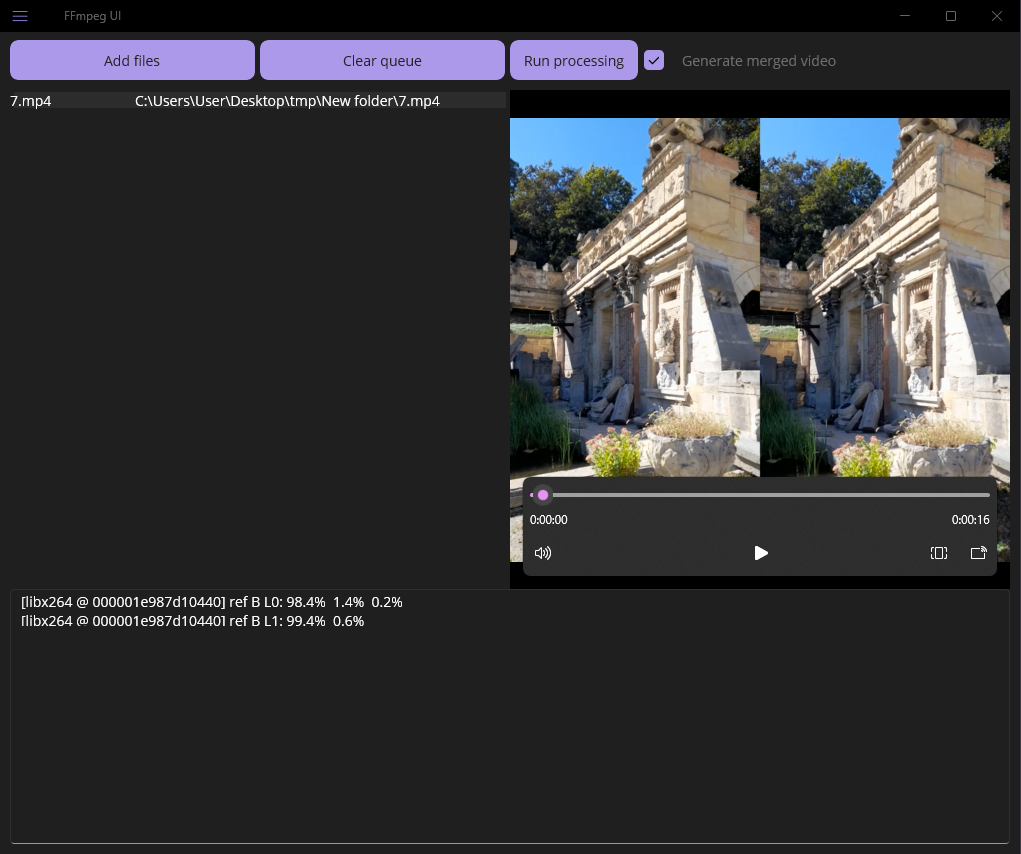 FFmpeg UI
Add files
Clear queue
Run processing
Generate merged video
7.mp4 C:\Users\User\Desktop\tmp\New folder\7.mp4
0:00:00
0:00:16
[libx264 @ 000001e987d10440] ref B L0: 98.4% 1.4% 0.2%
[libx264 @ 000001e987d10440] ref B L1: 99.4% 0.6%